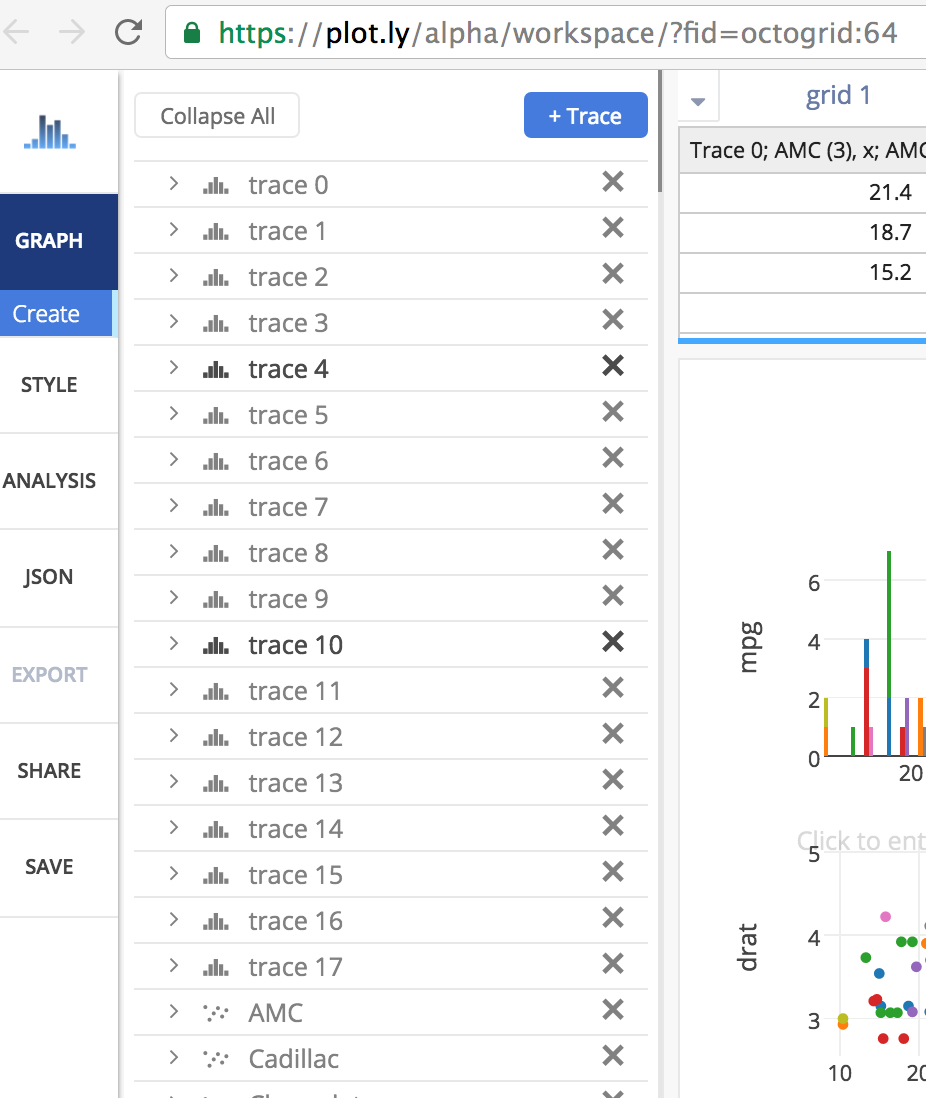 https://plot.ly/alpha/workspace/?fid=octogrid:64
GRAPH
Create
STYLE
ANALYSIS
JSON
EXPORT
SHARE
SAVE
Collapse All
+ Trace
trace 0
trace 1
trace 2
trace 3
trace 4
trace 5
trace 6
trace 7
trace 8
trace 9
trace 10
trace 11
trace 12
trace 13
trace 14
trace 15
trace 16
trace 17
AMC
Cadillac
grid 1
Trace 0; AMC (3), x; AMC
21.4
18.7
15.2
6
4
2
0
mpg
20
Click to ent
5
4
3
drat
10
20